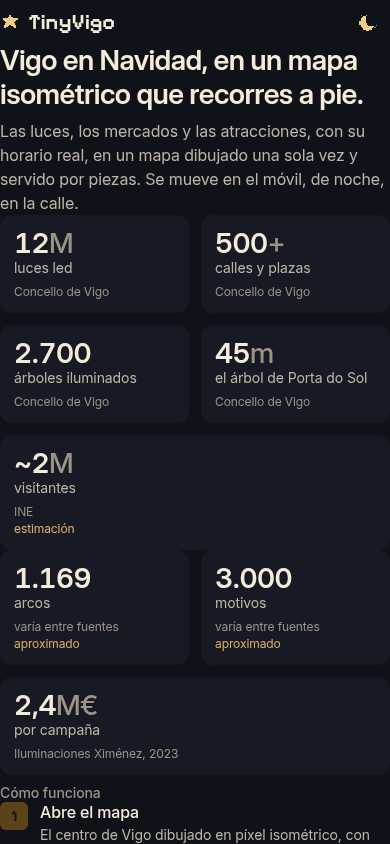 TinyVigo
Vigo en Navidad, en un mapa
isométrico que recorres a pie.
Las luces, los mercados y las atracciones, con su
horario real, en un mapa dibujado una sola vez y
servido por piezas. Se mueve en el móvil, de noche,
en la calle.
12M
luces led
Concello de Vigo
500+
calles y plazas
Concello de Vigo
2.700
árboles iluminados
Concello de Vigo
45m
el árbol de Porta do Sol
Concello de Vigo
~2M
visitantes
INE
estimación
1.169
arcos
varía entre fuentes
aproximado
3.000
motivos
varía entre fuentes
aproximado
2,4M€
por campaña
Iluminaciones Ximénez, 2023
Cómo funciona
1
Abre el mapa
El centro de Vigo dibujado en píxel isométrico, con